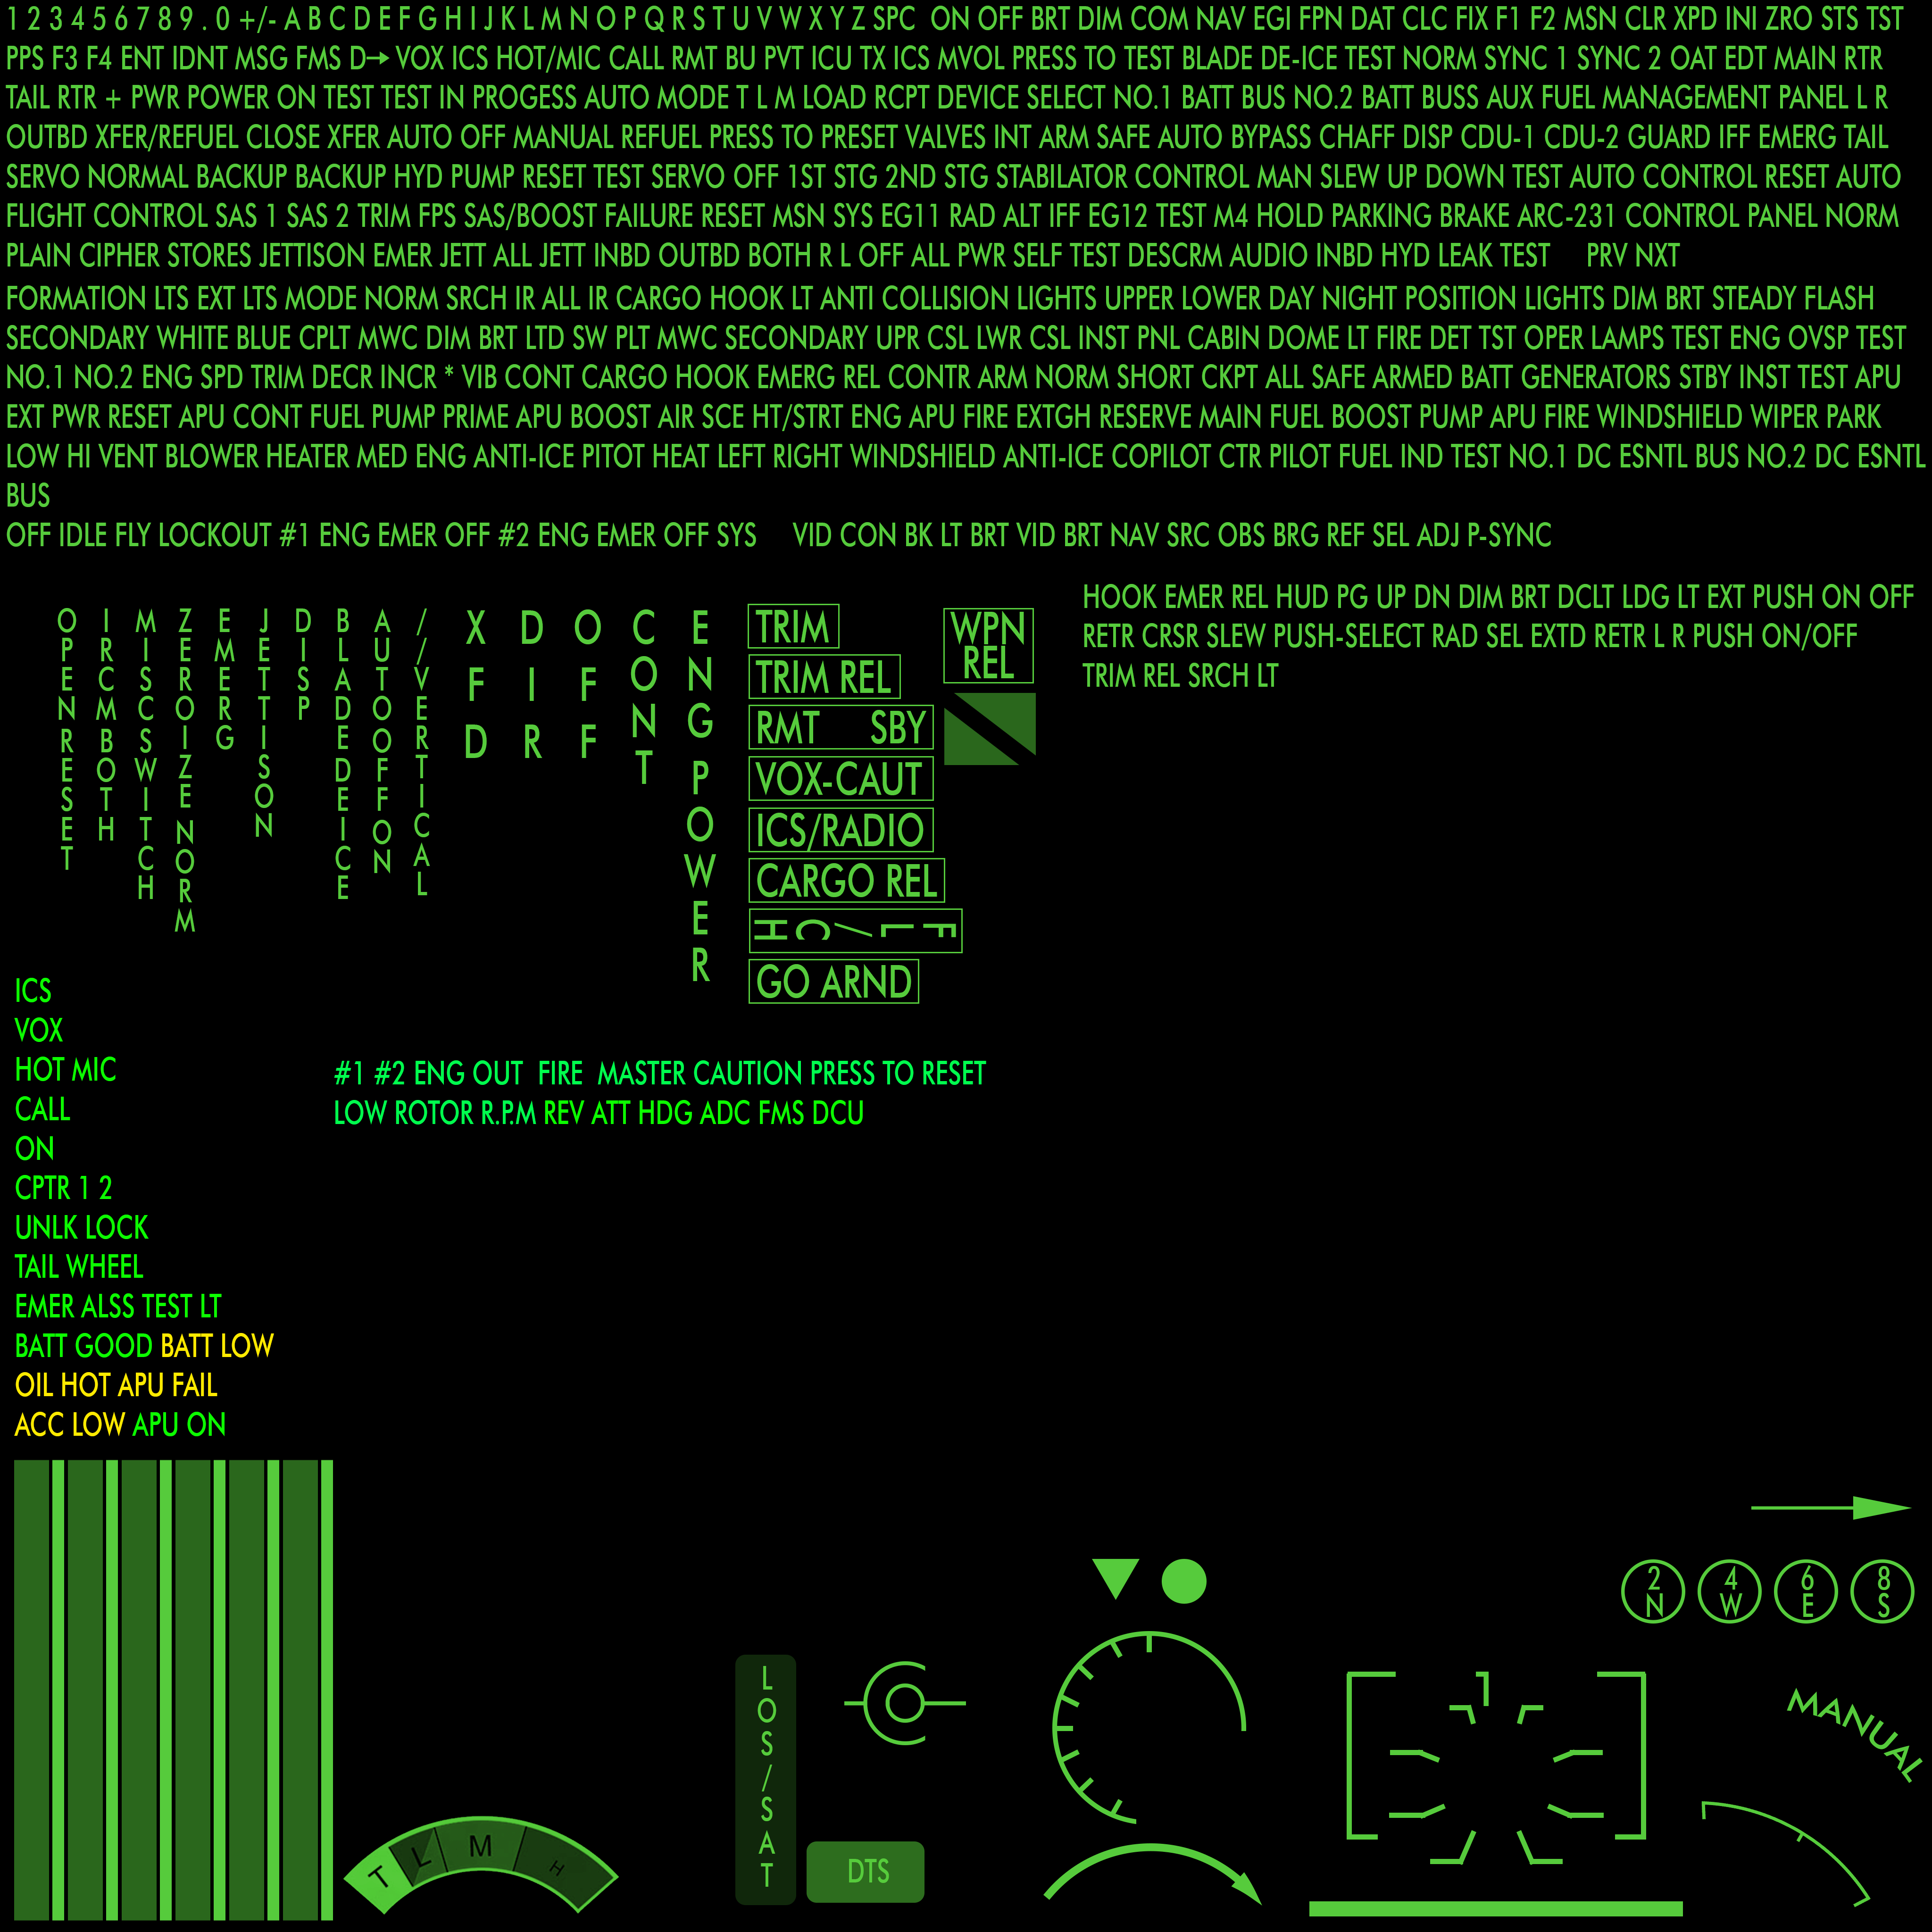 1 2 3 4 5 6 7 8 9 . 0 +/- A B C D E F G H I J K L M N O P Q R S T U V W X Y Z SPC ON OFF BRT DIM COM NAV EGI FPN DAT CLC FIX F1 F2 MSN CLR XPD INI ZRO STS TST
PPS F3 F4 ENT IDNT MSG FMS D→ VOX ICS HOT/MIC CALL RMT BU PVT ICU TX ICS MVOL PRESS TO TEST BLADE DE-ICE TEST NORM SYNC 1 SYNC 2 OAT EDT MAIN RTR
TAIL RTR + PWR POWER ON TEST TEST IN PROGESS AUTO MODE T L M LOAD RCPT DEVICE SELECT NO.1 BATT BUS NO.2 BATT BUSS AUX FUEL MANAGEMENT PANEL L R
OUTBD XFER/REFUEL CLOSE XFER AUTO OFF MANUAL REFUEL PRESS TO PRESET VALVES INT ARM SAFE AUTO BYPASS CHAFF DISP CDU-1 CDU-2 GUARD IFF EMERG TAIL
SERVO NORMAL BACKUP BACKUP HYD PUMP RESET TEST SERVO OFF 1ST STG 2ND STG STABILATOR CONTROL MAN SLEW UP DOWN TEST AUTO CONTROL RESET AUTO
FLIGHT CONTROL SAS 1 SAS 2 TRIM FPS SAS/BOOST FAILURE RESET MSN SYS EG11 RAD ALT IFF EG12 TEST M4 HOLD PARKING BRAKE ARC-231 CONTROL PANEL NORM
PLAIN CIPHER STORES JETTISON EMER JETT ALL JETT INBD OUTBD BOTH R L OFF ALL PWR SELF TEST DESCRM AUDIO INBD HYD LEAK TEST PRV NXT
FORMATION LTS EXT LTS MODE NORM SRCH IR ALL IR CARGO HOOK LT ANTI COLLISION LIGHTS UPPER LOWER DAY NIGHT POSITION LIGHTS DIM BRT STEADY FLASH
SECONDARY WHITE BLUE CPLT MWC DIM BRT LTD SW PLT MWC SECONDARY UPR CSL LWR CSL INST PNL CABIN DOME LT FIRE DET TST OPER LAMPS TEST ENG OVSP TEST
NO.1 NO.2 ENG SPD TRIM DECR INCR * VIB CONT CARGO HOOK EMERG REL CONTR ARM NORM SHORT CKPT ALL SAFE ARMED BATT GENERATORS STBY INST TEST APU
EXT PWR RESET APU CONT FUEL PUMP PRIME APU BOOST AIR SCE HT/STRT ENG APU FIRE EXTGH RESERVE MAIN FUEL BOOST PUMP APU FIRE WINDSHIELD WIPER PARK
LOW HI VENT BLOWER HEATER MED ENG ANTI-ICE PITOT HEAT LEFT RIGHT WINDSHIELD ANTI-ICE COPILOT CTR PILOT FUEL IND TEST NO.1 DC ESNTL BUS NO.2 DC ESNTL
BUS
OFF IDLE FLY LOCKOUT #1 ENG EMER OFF #2 ENG EMER OFF SYS VID CON BK LT BRT VID BRT NAV SRC OBS BRG REF SEL ADJ P-SYNC
HOOK EMER REL HUD PG UP DN DIM BRT DCLT LDG LT EXT PUSH ON OFF
RETR CRSR SLEW PUSH-SELECT RAD SEL EXTD RETR L R PUSH ON/OFF
TRIM REL SRCH LT
OPEN RESET
IRCM BOTH
MISC SWITCH
ZEROIZE NORM
EMERG
JETTISON
DISP
BLADE DEICE
AUTO OFF ON
//VERTICAL
XFD
DIR
OFF
CONT
ENG POWER
TRIM
TRIM REL
RMT SBY
VOX-CAUT
ICS/RADIO
CARGO REL
HC/LF
GO ARND
WPN
REL
ICS
VOX
HOT MIC
CALL
ON
CPTR 1 2
UNLK LOCK
TAIL WHEEL
EMER ALSS TEST LT
BATT GOOD BATT LOW
OIL HOT APU FAIL
ACC LOW APU ON
#1 #2 ENG OUT FIRE MASTER CAUTION PRESS TO RESET
LOW ROTOR R.P.M REV ATT HDG ADC FMS DCU
T L M H
LOS/SAT
DTS
1
2 N
4 W
6 E
8 S
MANUAL